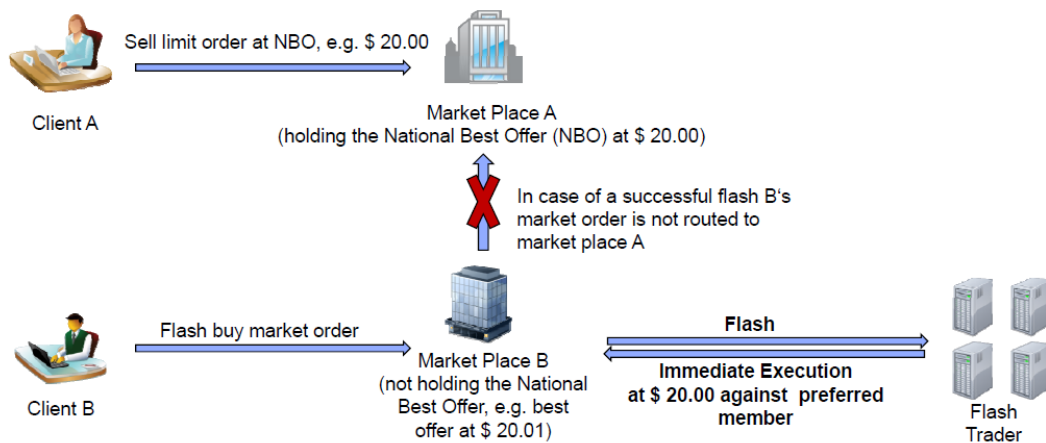 Sell limit order at NBO, e.g. $ 20.00
Client A
Market Place A
(holding the National Best Offer (NBO) at $ 20.00)
In case of a successful flash B‘s
market order is not routed to
market place A
Flash buy market order
Client B
Market Place B
(not holding the National
Best Offer, e.g. best
offer at $ 20.01)
Flash
Immediate Execution
at $ 20.00 against preferred
member
Flash
Trader